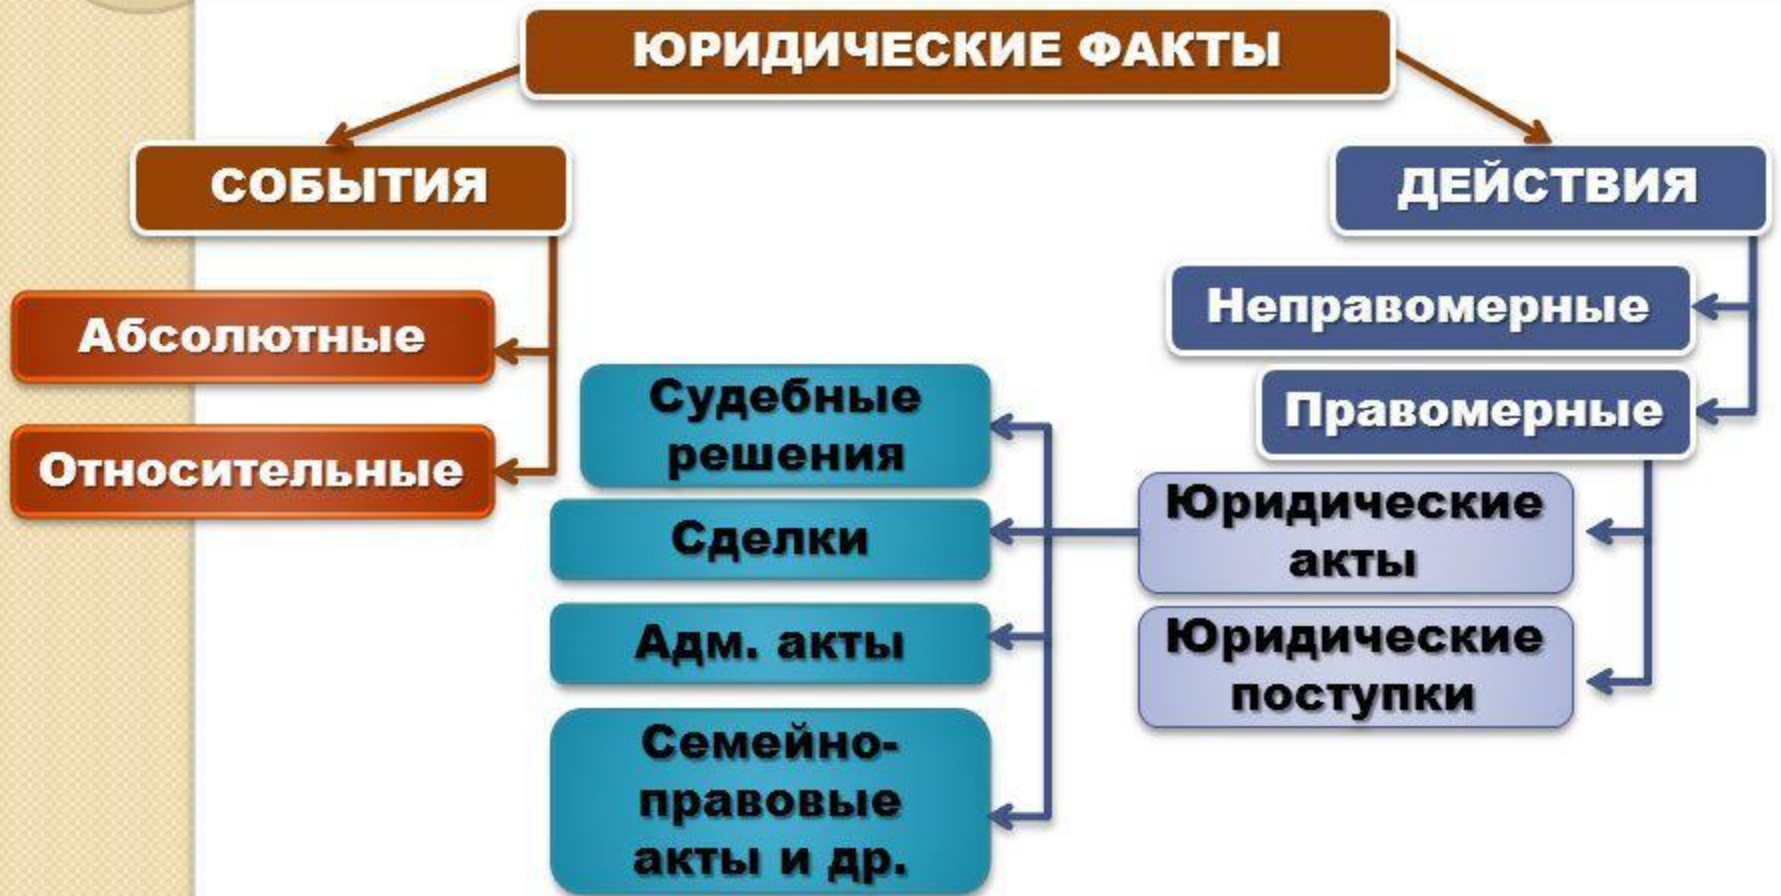 ЮРИДИЧЕСКИЕ ФАКТЫ
СОБЫТИЯ
Абсолютные
Относительные
ДЕЙСТВИЯ
Неправомерные
Правомерные
Юридические
акты
Юридические
поступки
Судебные
решения
Сделки
Адм. акты
Семейно-
правовые
акты и др.